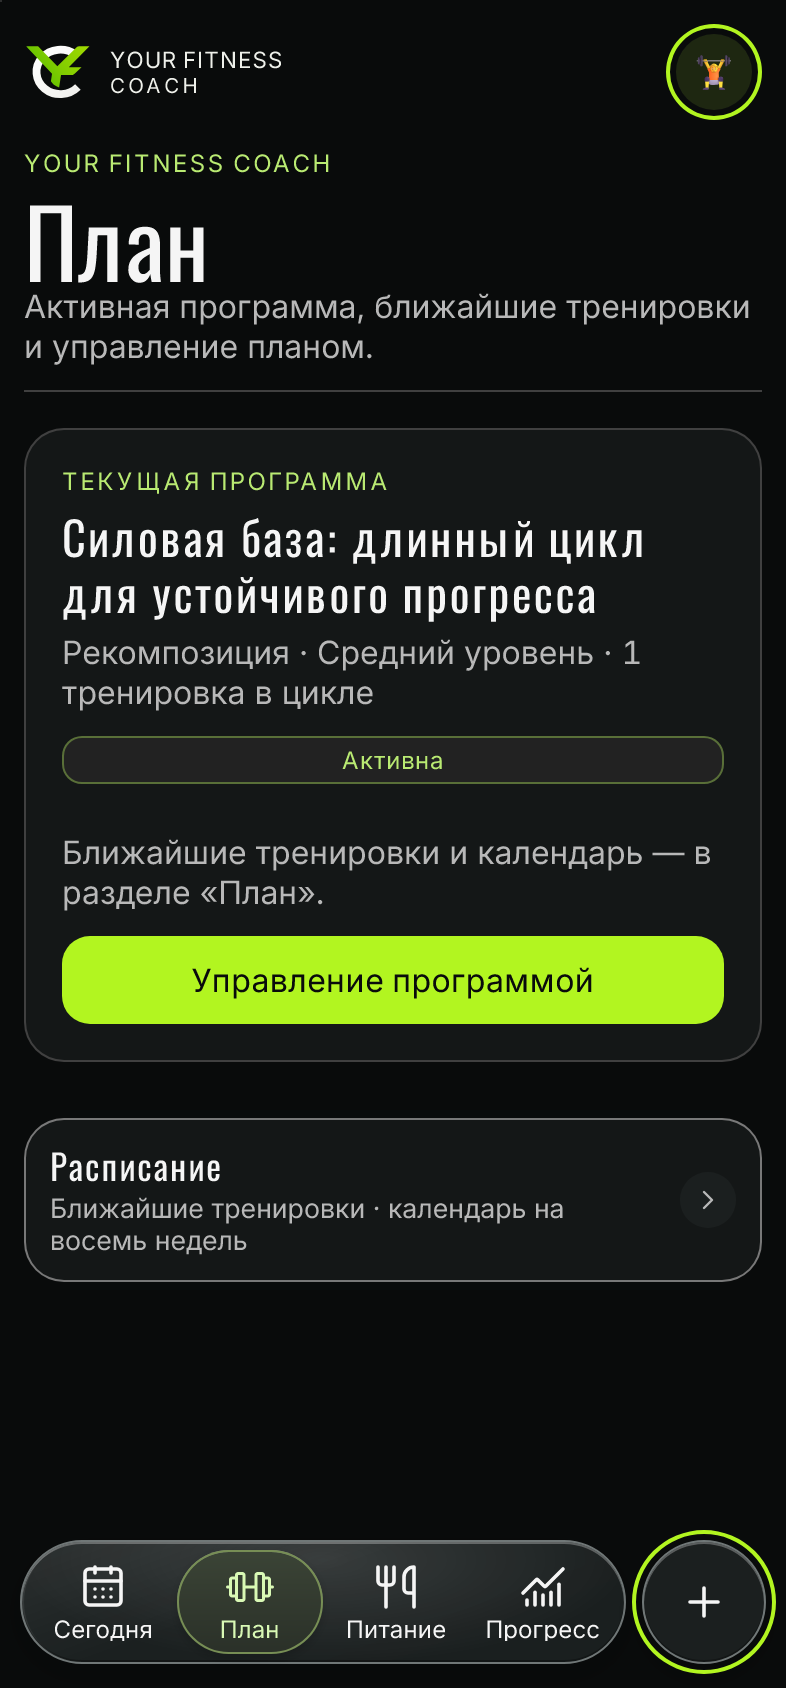 YOUR FITNESS
COACH
YOUR FITNESS COACH
План
Активная программа, ближайшие тренировки
и управление планом.
ТЕКУЩАЯ ПРОГРАММА
Силовая база: длинный цикл
для устойчивого прогресса
Рекомпозиция · Средний уровень · 1
тренировка в цикле
Активна
Ближайшие тренировки и календарь — в
разделе «План».
Управление программой
Расписание
Ближайшие тренировки · календарь на
восемь недель
Сегодня
План
Питание
Прогресс